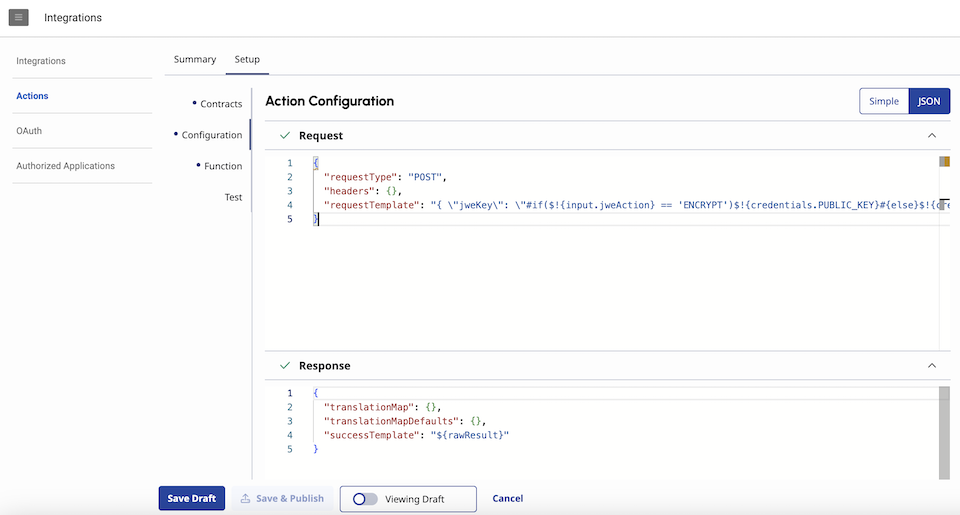 Integrations
Integrations
Actions
OAuth
Authorized Applications
Summary Setup
Contracts
Configuration
Function
Test
Action Configuration
Simple JSON
Request
1 {
2 "requestType": "POST",
3 "headers": {},
4 "requestTemplate": "{ \"jweKey\": \"#if($!{input.jweAction} == 'ENCRYPT')$!{credentials.PUBLIC_KEY}#{else}$!{cre
5 }
Response
1 {
2 "translationMap": {},
3 "translationMapDefaults": {},
4 "successTemplate": "${rawResult}"
5 }
Save Draft Save & Publish Viewing Draft Cancel